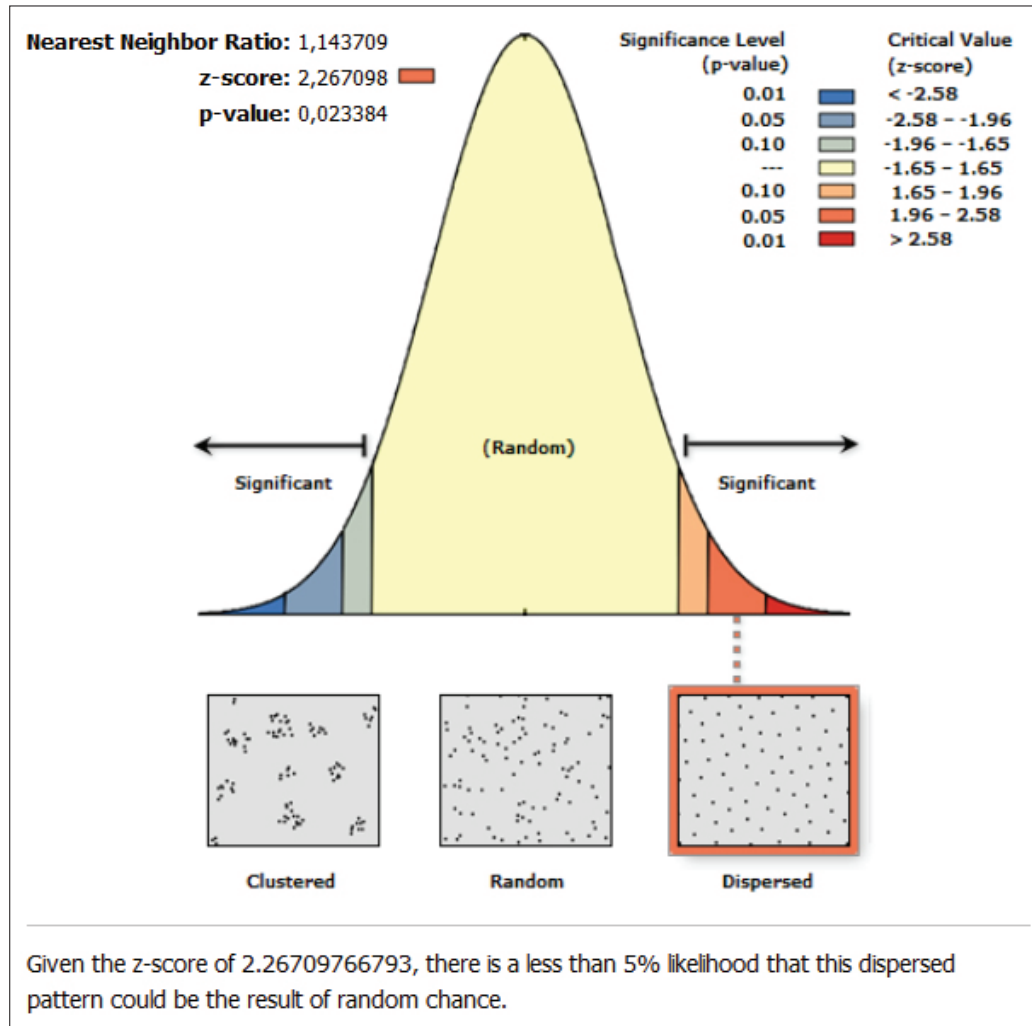 Nearest Neighbor Ratio: 1,143709
z-score: 2,267098
p-value: 0,023384
Significance Level
(p-value)
Critical Value
(z-score)
0.01 < -2.58
0.05 -2.58 – -1.96
0.10 -1.96 – -1.65
--- -1.65 – 1.65
0.10 1.65 – 1.96
0.05 1.96 – 2.58
0.01 > 2.58
(Random)
Significant
Significant
Clustered
Random
Dispersed
Given the z-score of 2.26709766793, there is a less than 5% likelihood that this dispersed
pattern could be the result of random chance.